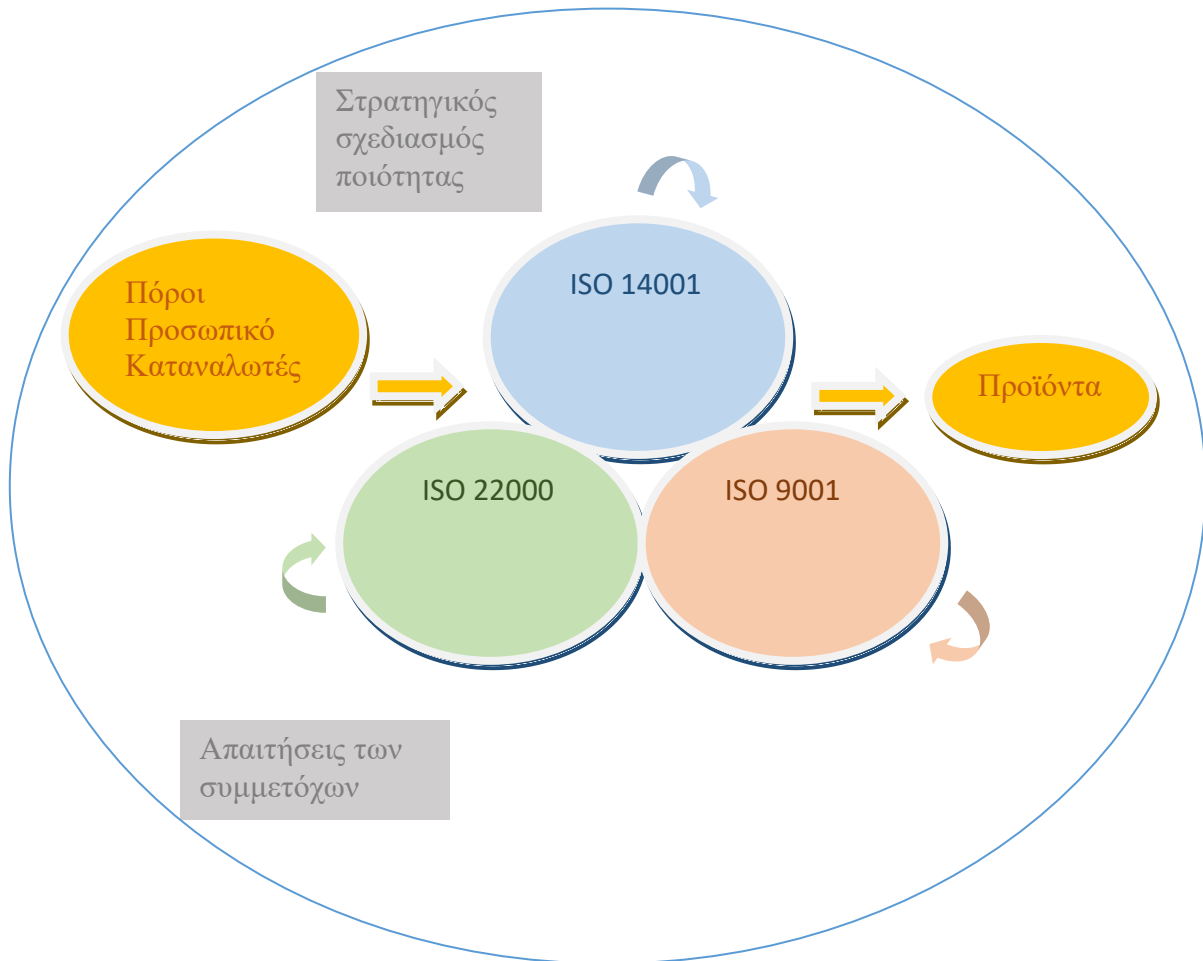 Στρατηγικός
σχεδιασμός
ποιότητας
ISO 14001
Πόροι
Προσωπικό
Καταναλωτές
Προϊόντα
ISO 22000
ISO 9001
Απαιτήσεις των
συμμετόχων